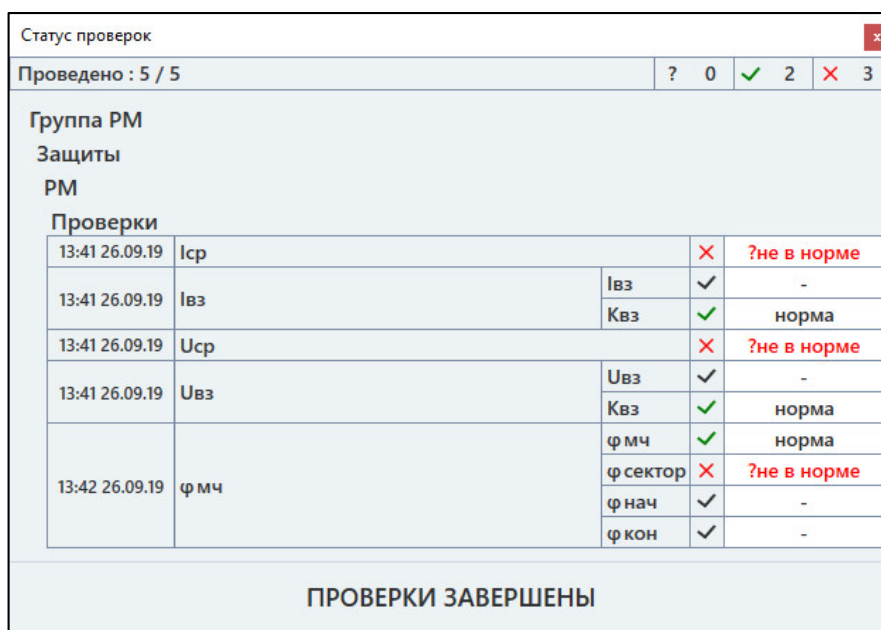 Статус проверок x
Проведено : 5 / 5 ? 0 ✓ 2 ✕ 3
Группа РМ
Защиты
РМ
Проверки
13:41 26.09.19 Iср ✕ ?не в норме
13:41 26.09.19 Iвз Iвз ✓ -
Kвз ✓ норма
13:41 26.09.19 Uср ✕ ?не в норме
13:41 26.09.19 Uвз Uвз ✓ -
Kвз ✓ норма
13:42 26.09.19 φ мч φ мч ✓ норма
φ сектор ✕ ?не в норме
φ нач ✓ -
φ кон ✓ -
ПРОВЕРКИ ЗАВЕРШЕНЫ